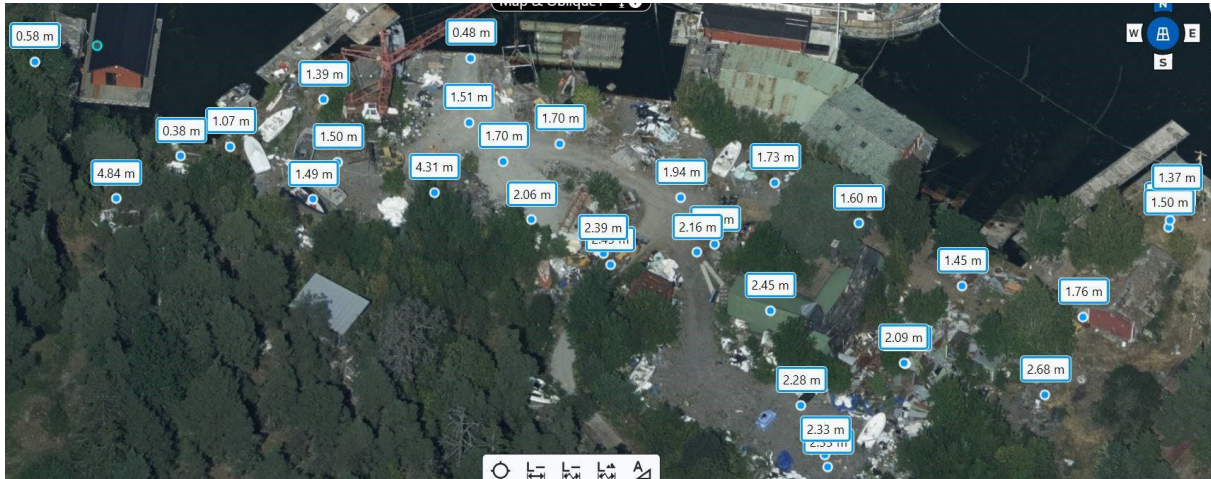 Map & Oblique
N
W E
S
0.58 m
0.48 m
1.39 m
1.51 m
1.07 m
0.38 m
1.50 m
1.70 m
1.70 m
4.84 m
1.49 m
4.31 m
1.94 m
1.73 m
1.37 m
2.06 m
1.60 m
1.50 m
2.39 m
2.16 m
m
1.45 m
2.45 m
1.76 m
2.09 m
2.28 m
2.68 m
2.33 m
L
L
L
A